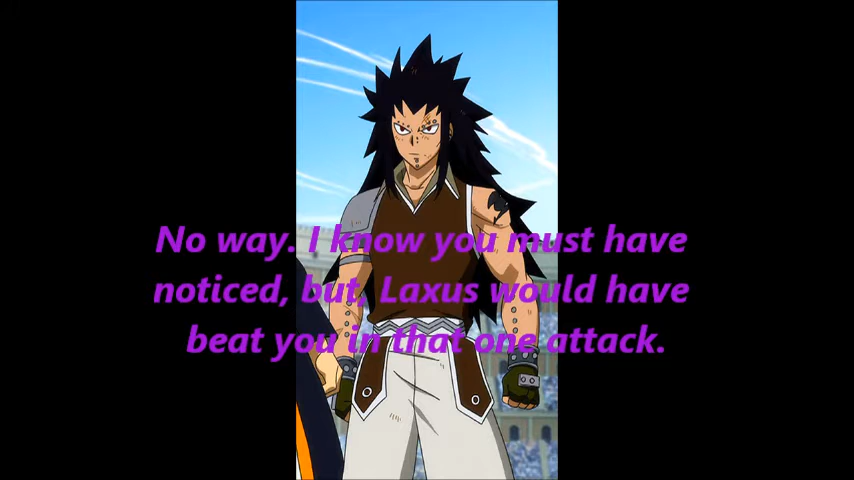 No way. I know you must have
noticed, but, Laxus would have
beat you in that one attack.